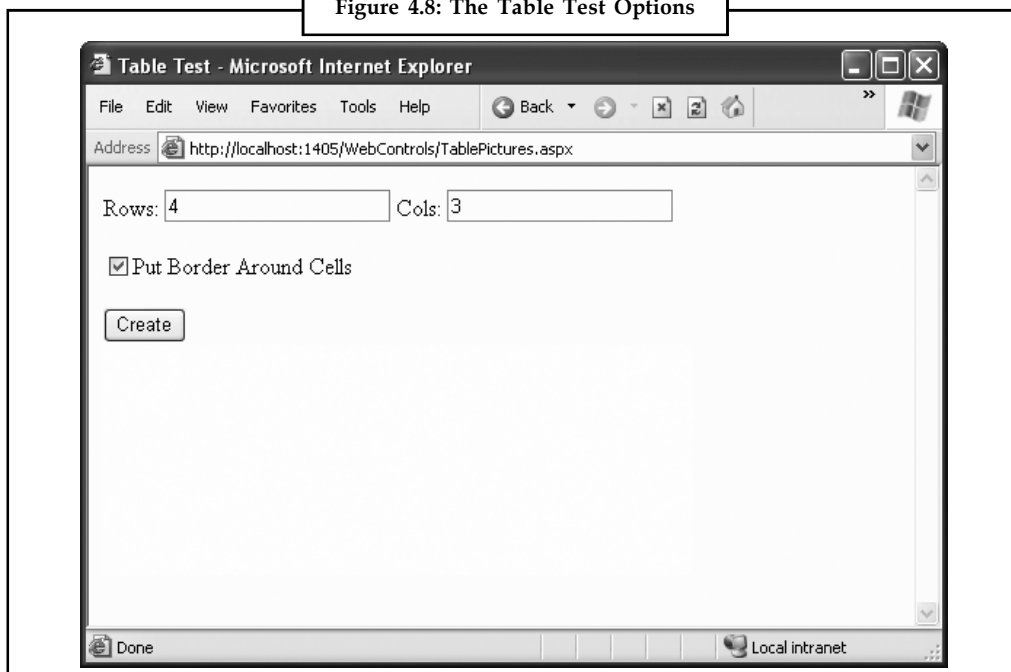 Figure 4.8: The Table Test Options
Table Test - Microsoft Internet Explorer
File Edit View Favorites Tools Help Back »
Address http://localhost:1405/WebControls/TablePictures.aspx
Rows: 4 Cols: 3
Put Border Around Cells
Create
Done Local intranet